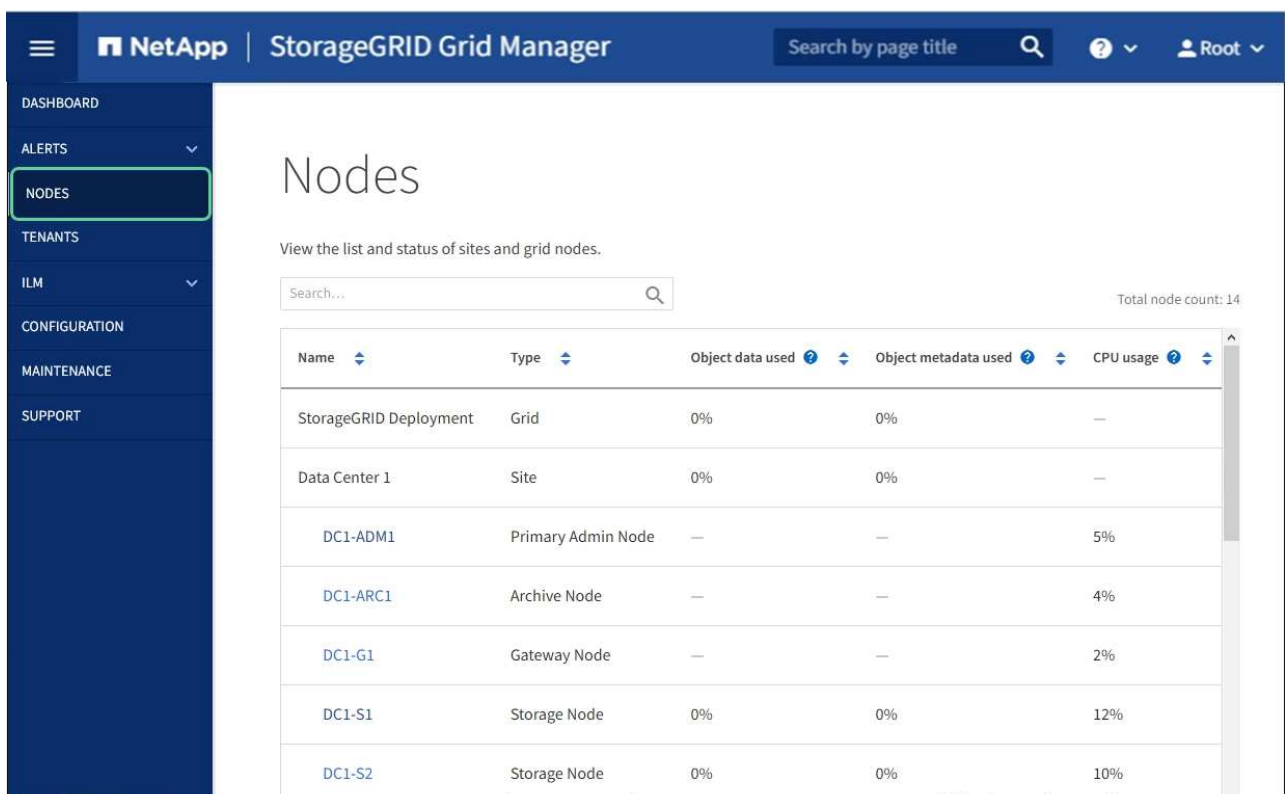 NetApp StorageGRID Grid Manager Search by page title Root
DASHBOARD
ALERTS
NODES
TENANTS
ILM
CONFIGURATION
MAINTENANCE
SUPPORT
Nodes
View the list and status of sites and grid nodes.
Search...
Total node count: 14
Name Type Object data used Object metadata used CPU usage
StorageGRID Deployment Grid 0% 0% —
Data Center 1 Site 0% 0% —
DC1-ADM1 Primary Admin Node — — 5%
DC1-ARC1 Archive Node — — 4%
DC1-G1 Gateway Node — — 2%
DC1-S1 Storage Node 0% 0% 12%
DC1-S2 Storage Node 0% 0% 10%